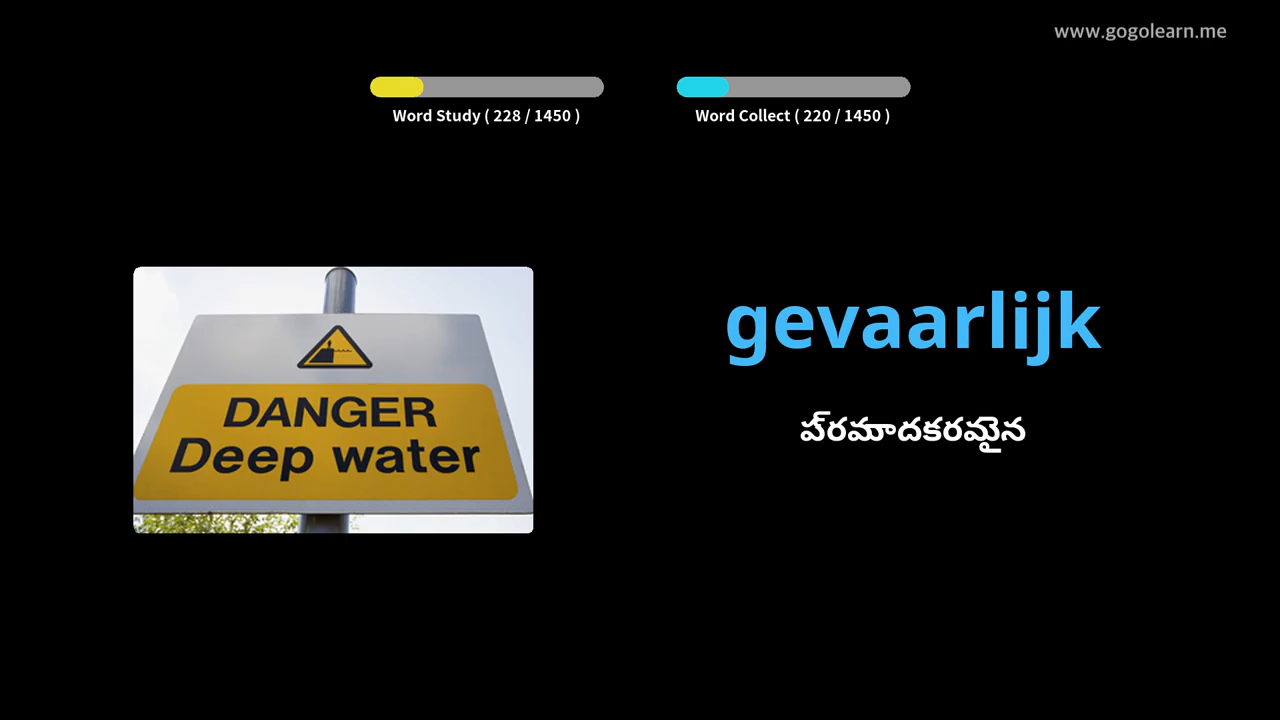 www.gogolearn.me
Word Study ( 228 / 1450 )
Word Collect ( 220 / 1450 )
DANGER
Deep water
gevaarlijk
ప్రమాదకరమైన